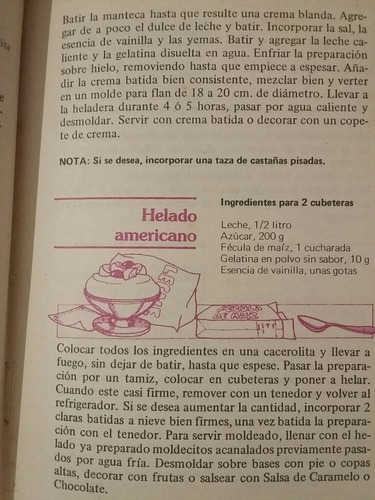 Batir la manteca hasta que resulte una crema blanda. Agre-
gar de a poco el dulce de leche y batir. Incorporar la sal, la
esencia de vainilla y las yemas. Batir y agregar la leche ca-
liente y la gelatina disuelta en agua. Enfriar la preparación
sobre hielo, removiendo hasta que empiece a espesar. Aña-
dir la crema batida bien consistente, mezclar bien y verter
en un molde para flan de 18 a 20 cm. de diámetro. Llevar a
la heladera durante 4 ó 5 horas, pasar por agua caliente y
desmoldar. Servir con crema batida o decorar con un cope-
te de crema.
NOTA: Si se desea, incorporar una taza de castañas pisadas.
Helado
americano
Ingredientes para 2 cubeteras
Leche, 1/2 litro
Azúcar, 200 g
Fécula de maíz, 1 cucharada
Gelatina en polvo sin sabor, 10 g
Esencia de vainilla, unas gotas
LECHE
FECULA
DE MAIZ
Colocar todos los ingredientes en una cacerolita y llevar a
fuego, sin dejar de batir, hasta que espese. Pasar la prepara-
ción por un tamiz, colocar en cubeteras y poner a helar.
Cuando este casi firme, remover con un tenedor y volver al
refrigerador. Si se desea aumentar la cantidad, incorporar 2
claras batidas a nieve bien firmes, una vez batida la prepara-
ción con el tenedor. Para servir moldeado, llenar con el he-
lado ya preparado moldecitos acanalados previamente pasa-
dos por agua fría. Desmoldar sobre bases con pie o copas
altas, decorar con frutas o salsear con Salsa de Caramelo o
Chocolate.